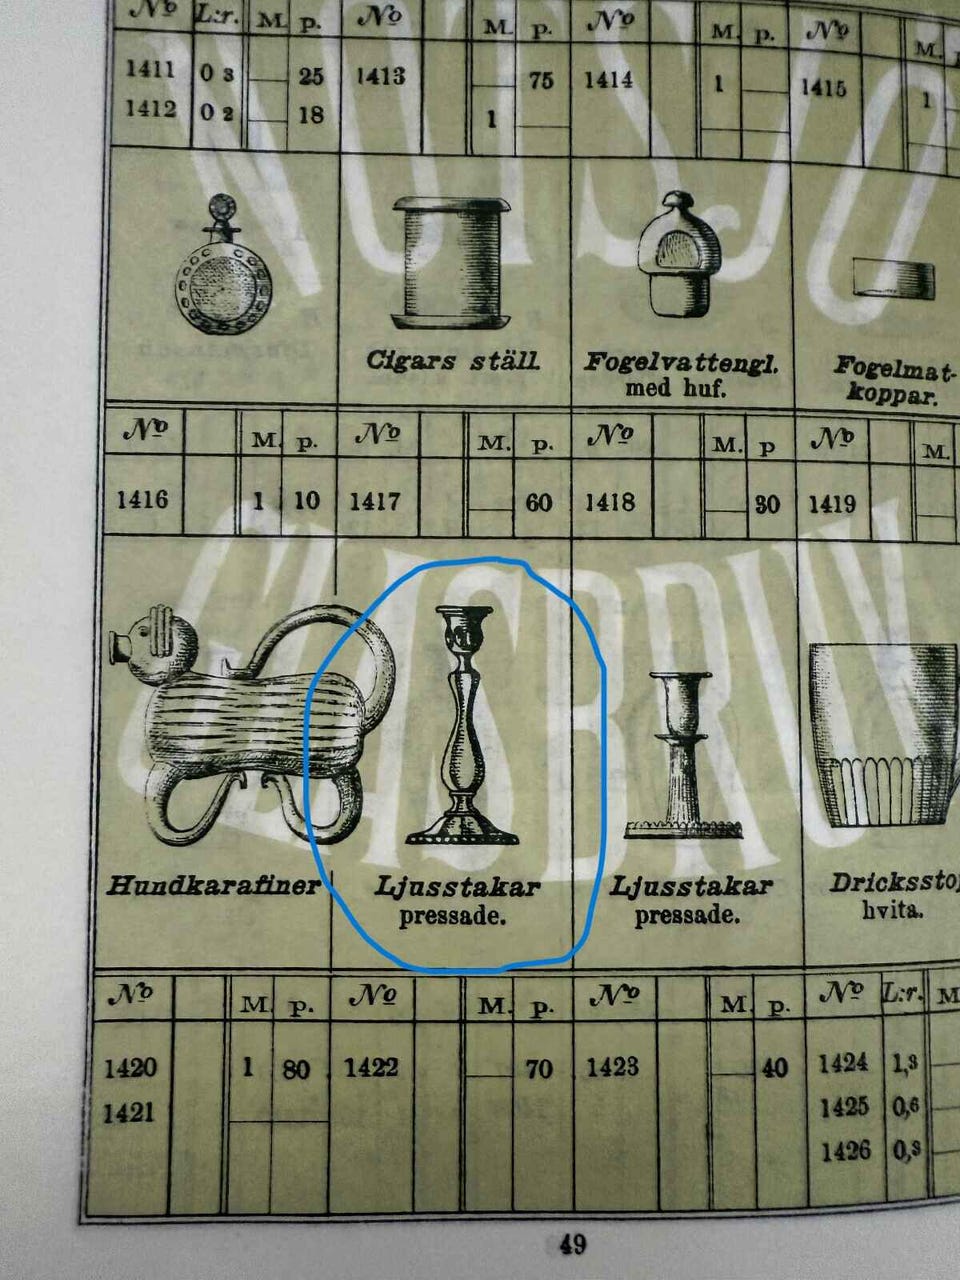 No L:r. M. p. No M. p. No M. p. No M.
1411 0 3 — 25 1413 — 75 1414 1 — 1415 1
1412 0 2 — 18 1 —
NOTSJÖ
Cigars ställ. Fogelvattengl. Fogelmat-
med huf. koppar.
No M. p. No M. p. No M. p No M.
1416 1 10 1417 — 60 1418 — 30 1419 —
GLASBRUK
Hundkarafiner Ljusstakar Ljusstakar Dricksstop
pressade. pressade. hvita.
No M. p. No M. p. No M. p. No L:r. M
1420 1 80 1422 — 70 1423 — 40 1424 1,3 —
1421 — 1425 0,6 —
1426 0,3 —
49